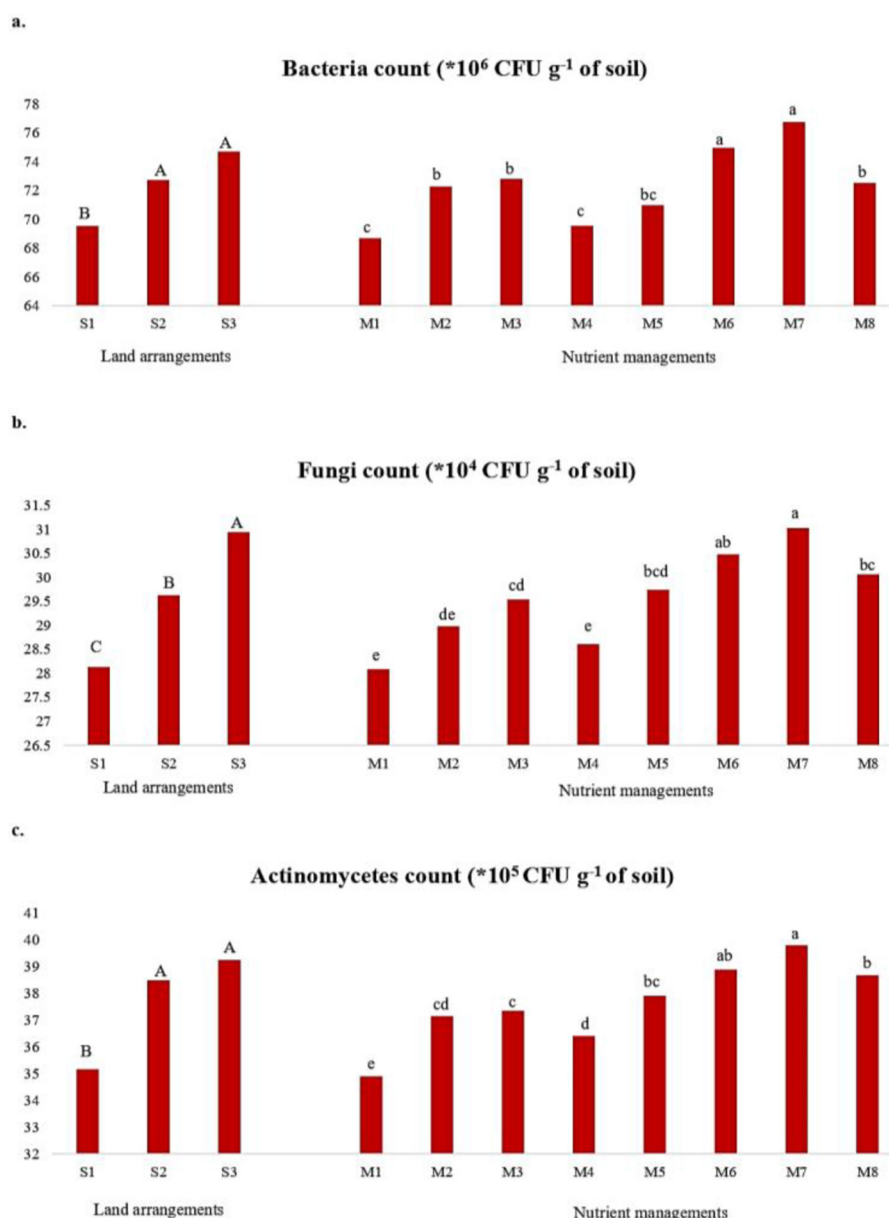 a.
Bacteria count (*10⁶ CFU g⁻¹ of soil)
78
76
74
72
70
68
66
64
B
A
A
c
b
b
c
bc
a
a
b
S1 S2 S3 M1 M2 M3 M4 M5 M6 M7 M8
Land arrangements Nutrient managements
b.
Fungi count (*10⁴ CFU g⁻¹ of soil)
31.5
31
30.5
30
29.5
29
28.5
28
27.5
27
26.5
C
B
A
e
de
cd
e
bcd
ab
a
bc
S1 S2 S3 M1 M2 M3 M4 M5 M6 M7 M8
Land arrangements Nutrient managements
c.
Actinomycetes count (*10⁵ CFU g⁻¹ of soil)
41
40
39
38
37
36
35
34
33
32
B
A
A
e
cd
c
d
bc
ab
a
b
S1 S2 S3 M1 M2 M3 M4 M5 M6 M7 M8
Land arrangements Nutrient managements